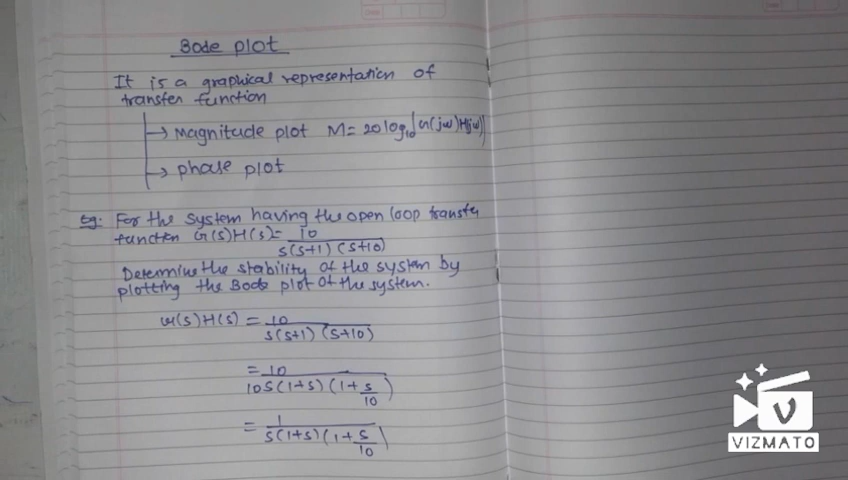 Bode plot
It is a graphical representation of
transfer function
→ Magnitude plot M = 20 log10 |G(jω)H(jω)|
→ phase plot
Eg: For the system having the open loop transfer
function G(s)H(s) = 10
s(s+1)(s+10)
Determine the stability of the system by
plotting the Bode plot of the system.
G(s)H(s) = 10
s(s+1)(s+10)
= 10
10s(1+s)(1+s/10)
= 1
s(1+s)(1+s/10)
V
VIZMATO